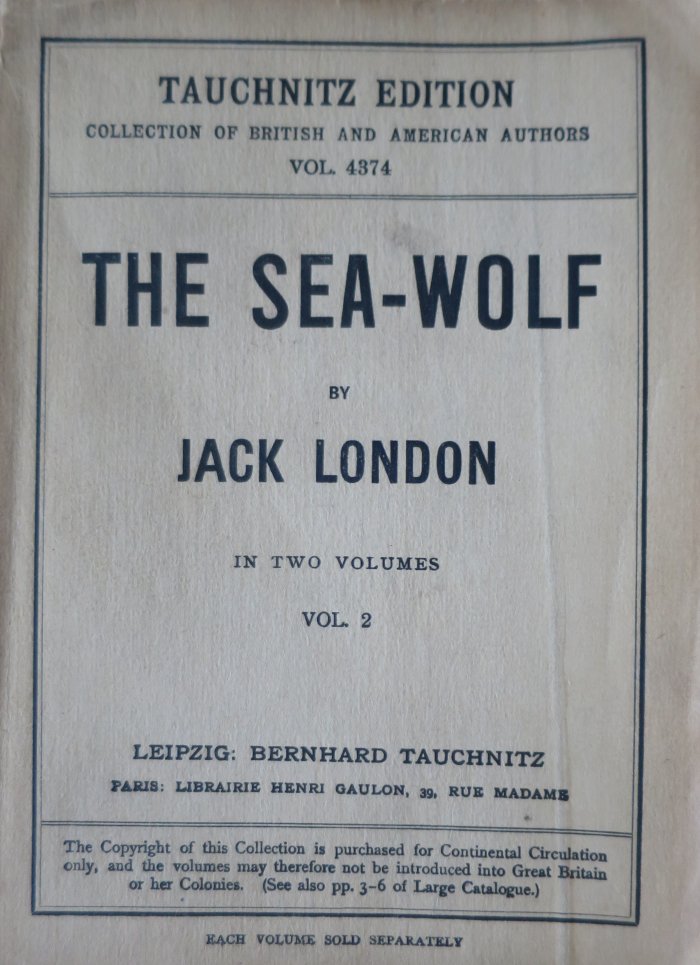 TAUCHNITZ EDITION
COLLECTION OF BRITISH AND AMERICAN AUTHORS
VOL. 4374
THE SEA-WOLF
BY
JACK LONDON
IN TWO VOLUMES
VOL. 2
LEIPZIG: BERNHARD TAUCHNITZ
PARIS: LIBRAIRIE HENRI GAULON, 39, RUE MADAME
The Copyright of this Collection is purchased for Continental Circulation
only, and the volumes may therefore not be introduced into Great Britain
or her Colonies. (See also pp. 3-6 of Large Catalogue.)
EACH VOLUME SOLD SEPARATELY